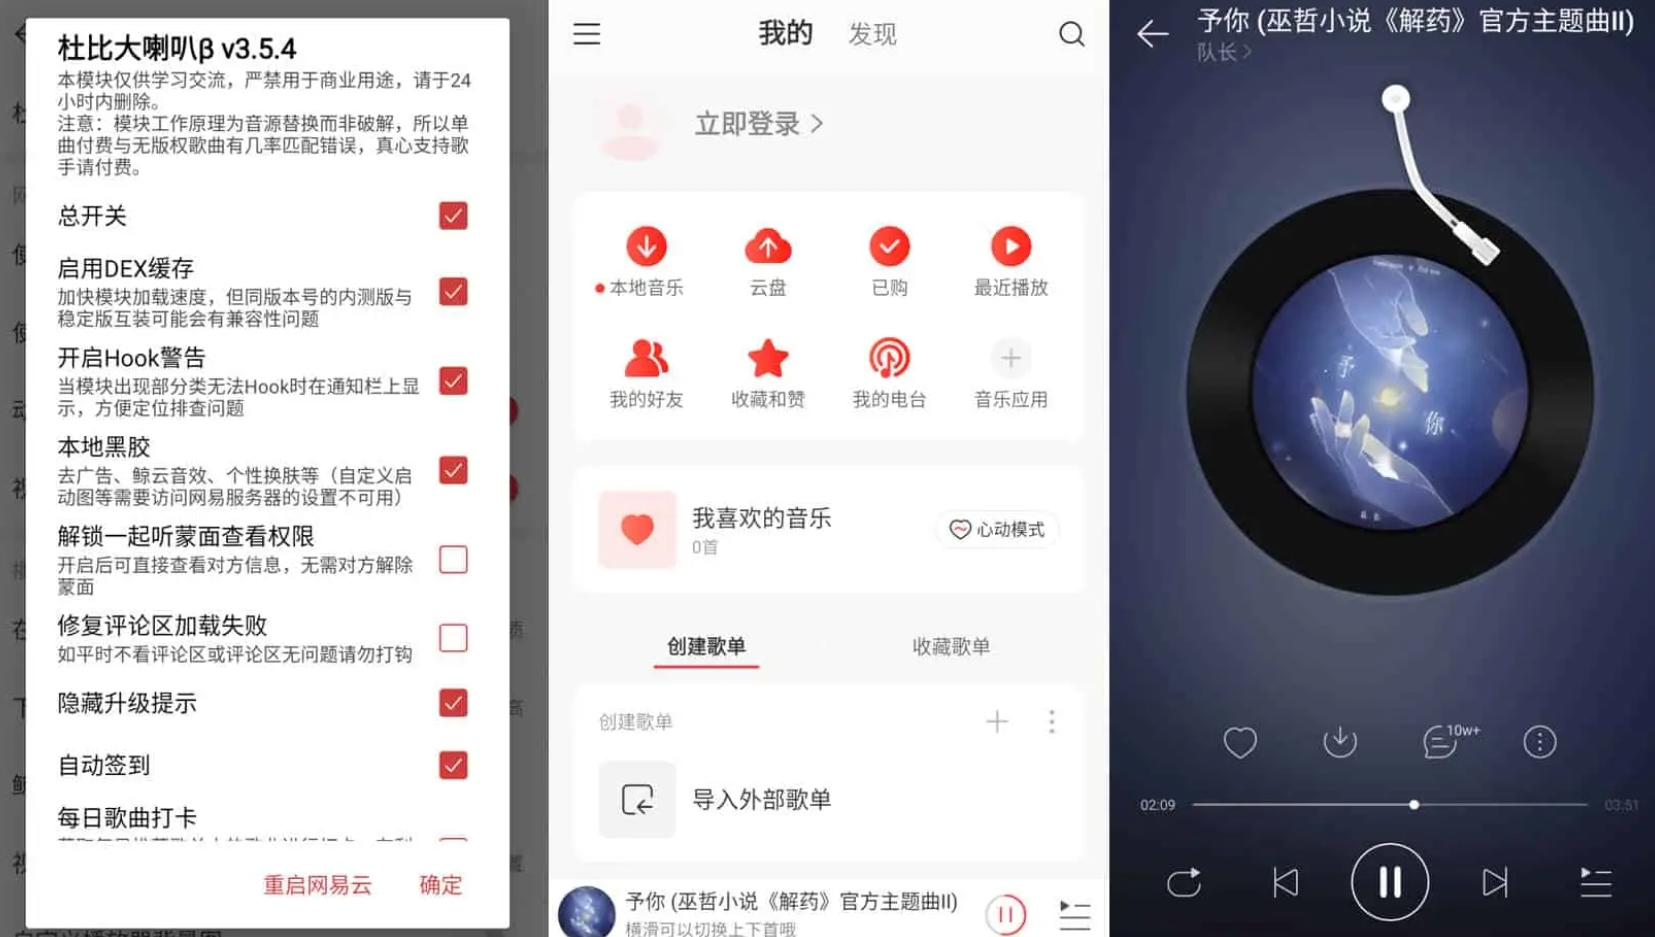 杜比大喇叭β v3.5.4
本模块仅供学习交流，严禁用于商业用途，请于24
小时内删除。
注意：模块工作原理为音源替换而非破解，所以单
曲付费与无版权歌曲有几率匹配错误，真心支持歌
手请付费。
总开关
启用DEX缓存
加快模块加载速度，但同版本号的内测版与
稳定版互装可能会有兼容性问题
开启Hook警告
当模块出现部分类无法Hook时在通知栏上显
示，方便定位排查问题
本地黑胶
去广告、鲸云音效、个性换肤等（自定义启
动图等需要访问网易服务器的设置不可用）
解锁一起听蒙面查看权限
开启后可直接查看对方信息，无需对方解除
蒙面
修复评论区加载失败
如平时不看评论区或评论区无问题请勿打钩
隐藏升级提示
自动签到
每日歌曲打卡
重启网易云
确定
我的
发现
立即登录
本地音乐
云盘
已购
最近播放
我的好友
收藏和赞
我的电台
音乐应用
我喜欢的音乐
0首
心动模式
创建歌单
收藏歌单
创建歌单
导入外部歌单
予你 (巫哲小说《解药》官方主题曲II)
横滑可以切换上下首哦
予你 (巫哲小说《解药》官方主题曲II)
队长
予
你
10w+
02:09
03:51